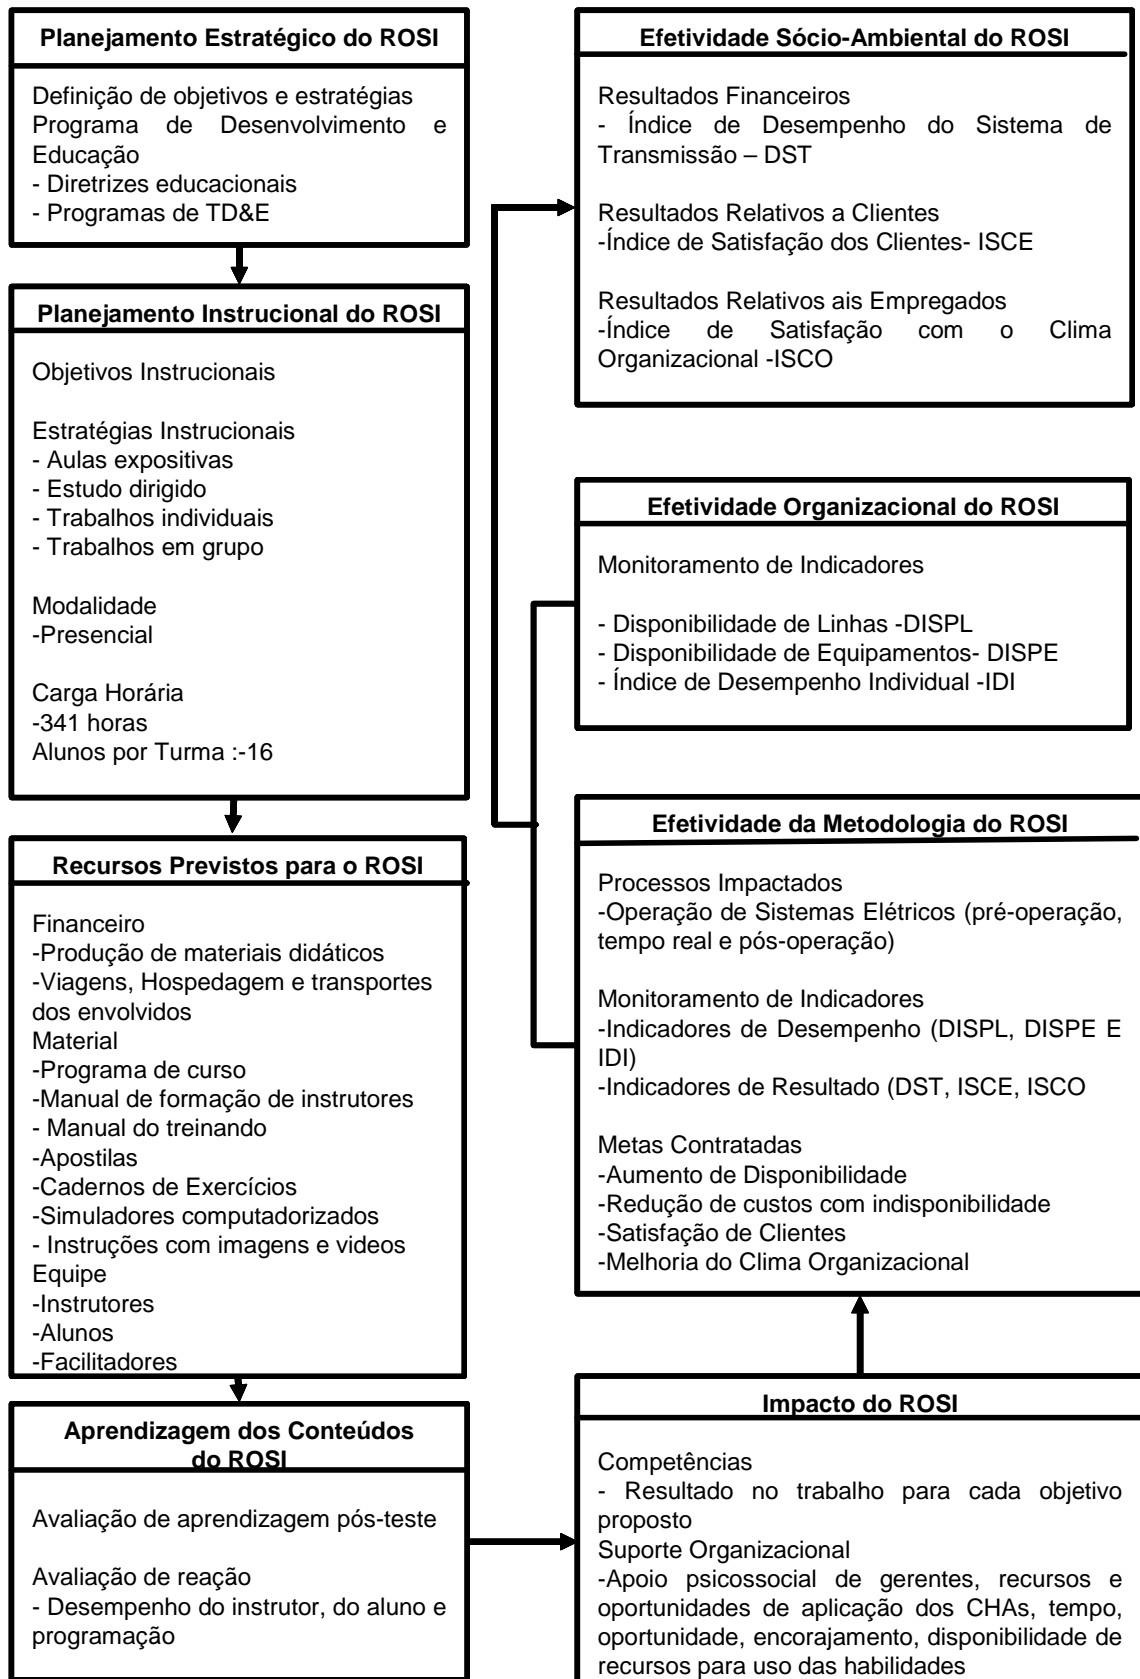 Planejamento Estratégico do ROSI
Definição de objetivos e estratégias
Programa de Desenvolvimento e
Educação
- Diretrizes educacionais
- Programas de TD&E
Planejamento Instrucional do ROSI
Objetivos Instrucionais
Estratégias Instrucionais
- Aulas expositivas
- Estudo dirigido
- Trabalhos individuais
- Trabalhos em grupo
Modalidade
-Presencial
Carga Horária
-341 horas
Alunos por Turma :-16
Recursos Previstos para o ROSI
Financeiro
-Produção de materiais didáticos
-Viagens, Hospedagem e transportes
dos envolvidos
Material
-Programa de curso
-Manual de formação de instrutores
- Manual do treinando
-Apostilas
-Cadernos de Exercícios
-Simuladores computadorizados
- Instruções com imagens e videos
Equipe
-Instrutores
-Alunos
-Facilitadores
Aprendizagem dos Conteúdos
do ROSI
Avaliação de aprendizagem pós-teste
Avaliação de reação
- Desempenho do instrutor, do aluno e
programação
Efetividade Sócio-Ambiental do ROSI
Resultados Financeiros
- Índice de Desempenho do Sistema de
Transmissão – DST
Resultados Relativos a Clientes
-Índice de Satisfação dos Clientes- ISCE
Resultados Relativos ais Empregados
-Índice de Satisfação com o Clima
Organizacional -ISCO
Efetividade Organizacional do ROSI
Monitoramento de Indicadores
- Disponibilidade de Linhas -DISPL
- Disponibilidade de Equipamentos- DISPE
- Índice de Desempenho Individual -IDI
Efetividade da Metodologia do ROSI
Processos Impactados
-Operação de Sistemas Elétricos (pré-operação,
tempo real e pós-operação)
Monitoramento de Indicadores
-Indicadores de Desempenho (DISPL, DISPE E
IDI)
-Indicadores de Resultado (DST, ISCE, ISCO
Metas Contratadas
-Aumento de Disponibilidade
-Redução de custos com indisponibilidade
-Satisfação de Clientes
-Melhoria do Clima Organizacional
Impacto do ROSI
Competências
- Resultado no trabalho para cada objetivo
proposto
Suporte Organizacional
-Apoio psicossocial de gerentes, recursos e
oportunidades de aplicação dos CHAs, tempo,
oportunidade, encorajamento, disponibilidade de
recursos para uso das habilidades